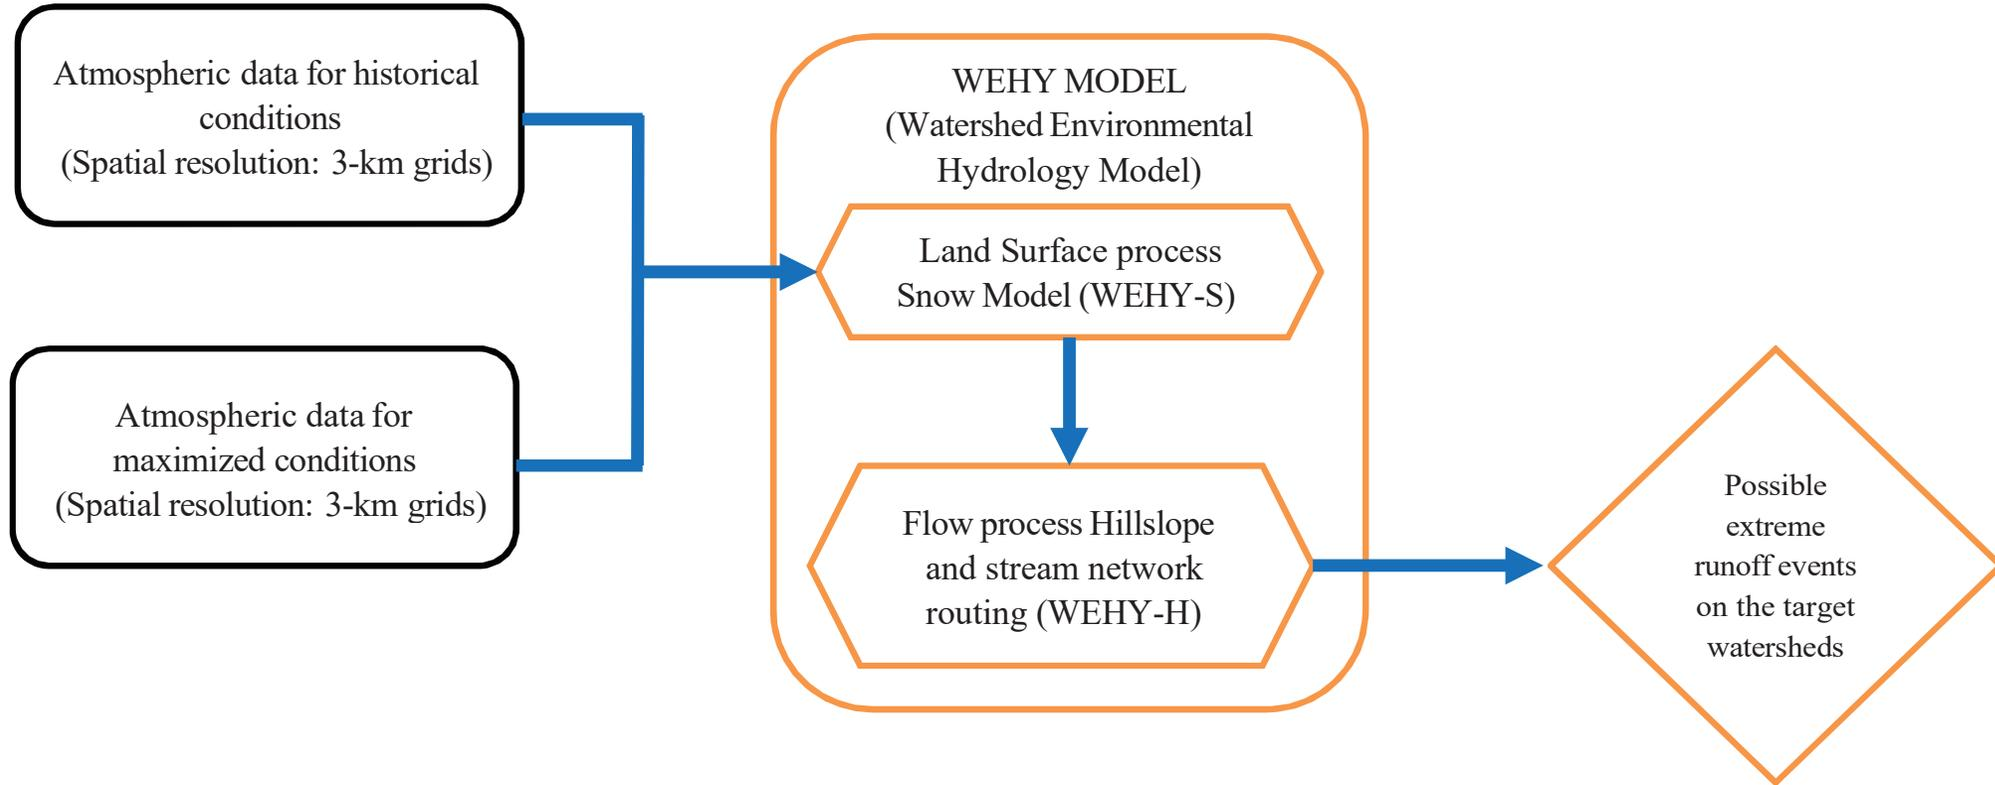 Atmospheric data for historical
conditions
(Spatial resolution: 3-km grids)
Atmospheric data for
maximized conditions
(Spatial resolution: 3-km grids)
WEHY MODEL
(Watershed Environmental
Hydrology Model)
Land Surface process
Snow Model (WEHY-S)
Flow process Hillslope
and stream network
routing (WEHY-H)
Possible
extreme
runoff events
on the target
watersheds